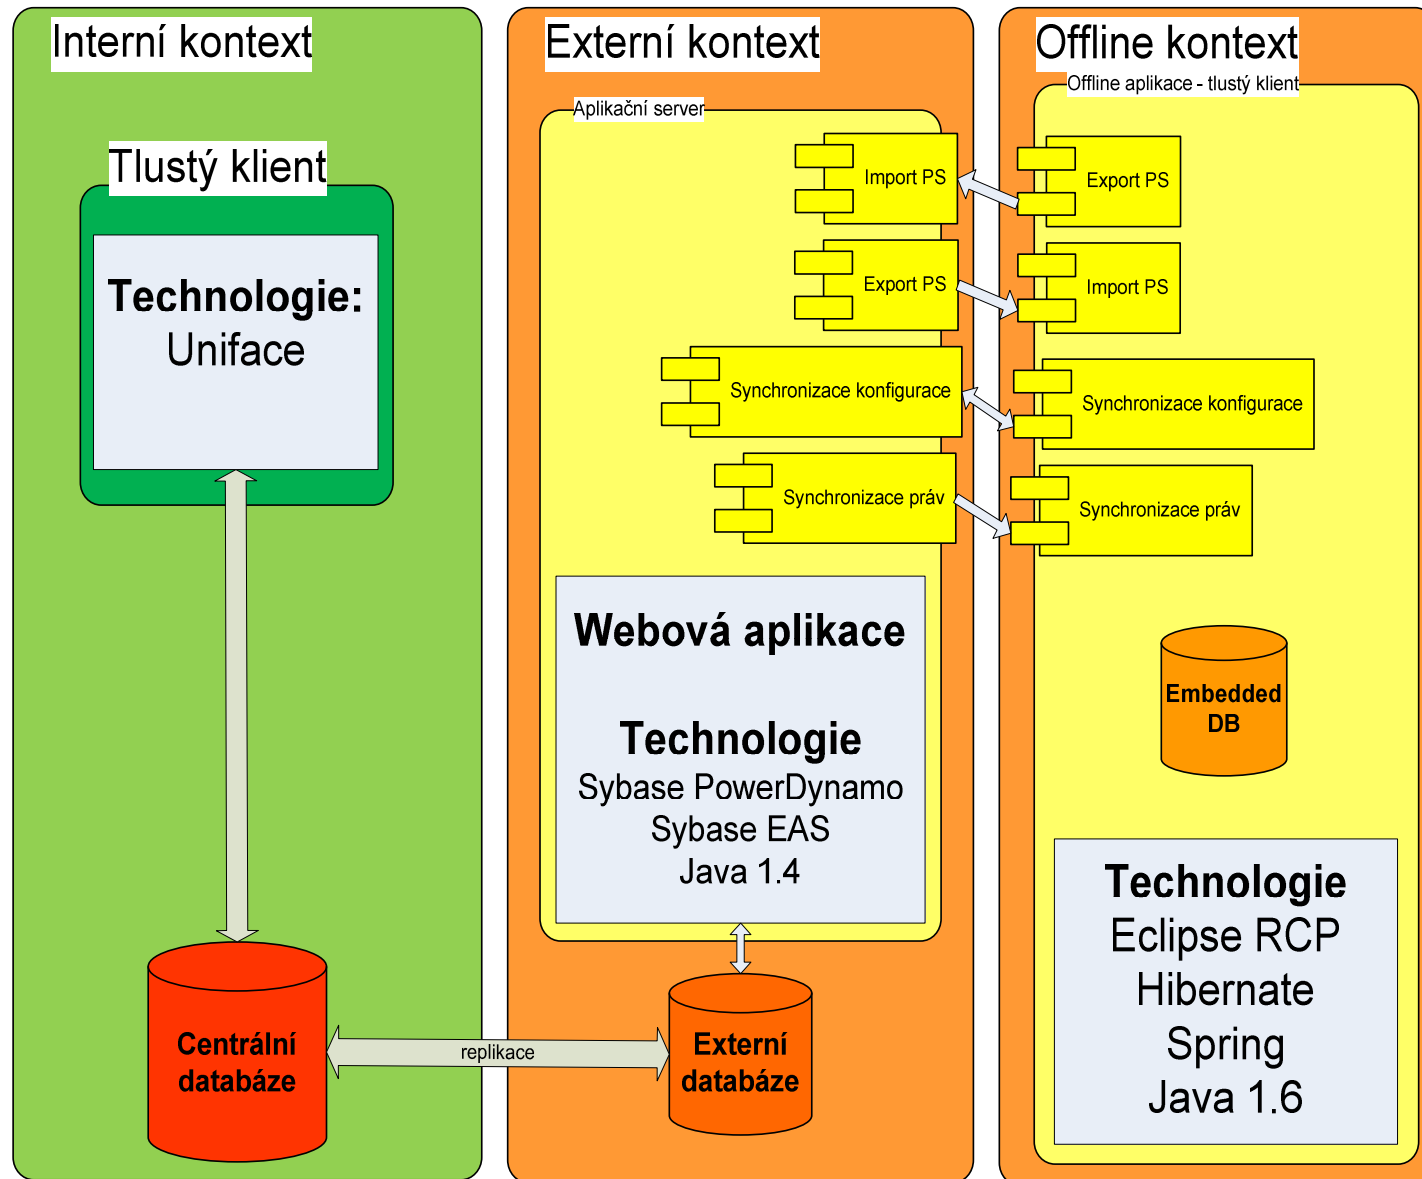 Interní kontext
Tlustý klient
Technologie:
Uniface
Centrální
databáze
replikace
Externí kontext
Aplikační server
Import PS
Export PS
Synchronizace konfigurace
Synchronizace práv
Webová aplikace
Technologie
Sybase PowerDynamo
Sybase EAS
Java 1.4
Externí
databáze
Offline kontext
Offline aplikace - tlustý klient
Export PS
Import PS
Synchronizace konfigurace
Synchronizace práv
Embedded
DB
Technologie
Eclipse RCP
Hibernate
Spring
Java 1.6